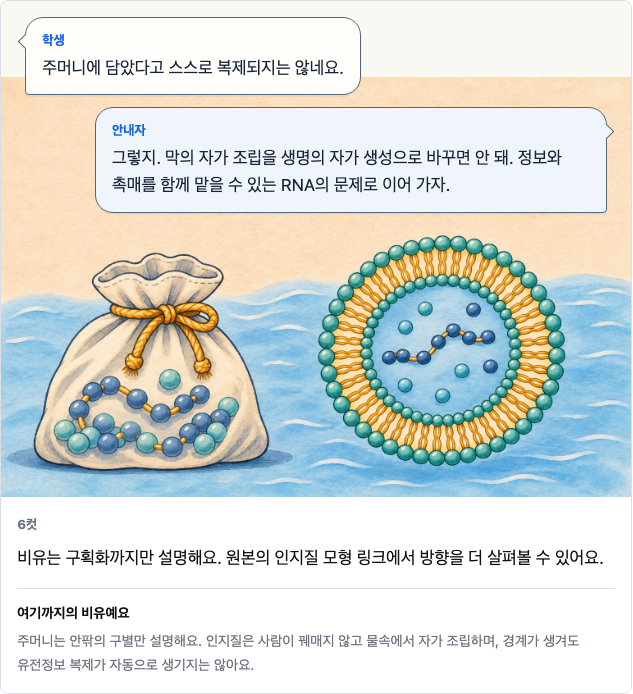 학생
주머니에 담았다고 스스로 복제되지는 않네요.
안내자
그렇지. 막의 자가 조립을 생명의 자가 생성으로 바꾸면 안 돼. 정보와
촉매를 함께 맡을 수 있는 RNA의 문제로 이어 가자.
6컷
비유는 구획화까지만 설명해요. 원본의 인지질 모형 링크에서 방향을 더 살펴볼 수 있어요.
여기까지의 비유예요
주머니는 안팎의 구별만 설명해요. 인지질은 사람이 꿰매지 않고 물속에서 자가 조립하며, 경계가 생겨도
유전정보 복제가 자동으로 생기지는 않아요.